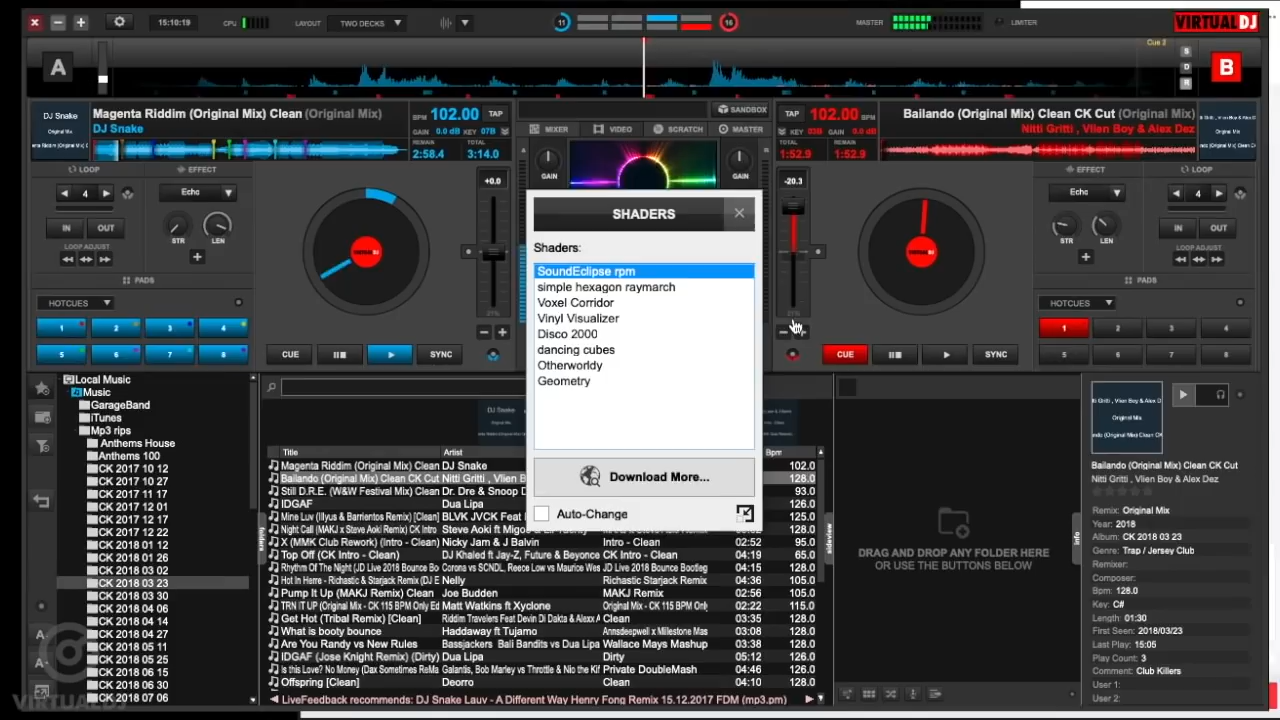 15:10:19
CPU
LAYOUT
TWO DECKS
11
16
MASTER
LIMITER
VIRTUALDJ
Cue 2
A
S
D
R
B
DJ Snake
Original Mix
Magenta Riddim (Original Mix) Clean (Original Mix)
DJ Snake
BPM 102.00 TAP
GAIN 0.0 dB KEY 07B
REMAIN TOTAL
2:58.4 3:14.0
SANDBOX
MIXER VIDEO SCRATCH MASTER
TAP 102.00 BPM
KEY 03B GAIN 0.0 dB
TOTAL REMAIN
1:52.9 1:52.9
Bailando (Original Mix) Clean CK Cut (Original Mix)
Nitti Gritti , Vlien Boy & Alex Dez
LOOP
EFFECT
4
Echo
IN OUT
STR LEN
LOOP ADJUST
PADS
HOTCUES
1 2 3 4
5 6 7 8
+0.0
CUE
SYNC
GAIN
GAIN
-20.3
CUE
SYNC
EFFECT
LOOP
Echo
4
STR LEN
IN OUT
LOOP ADJUST
PADS
HOTCUES
1 2 3 4
5 6 7 8
SHADERS
Shaders:
SoundEclipse rpm
simple hexagon raymarch
Voxel Corridor
Vinyl Visualizer
Disco 2000
dancing cubes
Otherworldy
Geometry
Download More...
Auto-Change
Local Music
Music
GarageBand
iTunes
Mp3 rips
Anthems House
Anthems 100
CK 2017 10 12
CK 2017 10 27
CK 2017 11 17
CK 2017 12 01
CK 2017 12 17
CK 2017 12 22
CK 2018 01 12
CK 2018 01 26
CK 2018 03 02
CK 2018 03 16
CK 2018 03 23
CK 2018 03 30
CK 2018 04 06
CK 2018 04 14
CK 2018 04 27
CK 2018 05 11
CK 2018 05 25
CK 2018 06 15
CK 2018 06 30
CK 2018 07 06
Title Artist Bpm
Magenta Riddim (Original Mix) Clean DJ Snake 102.0
Bailando (Original Mix) Clean CK Cut Nitti Gritti , Vlien Boy 128.0
Still D.R.E. (W&W Festival Mix) Clean Dr. Dre & Snoop D 93.0
IDGAF Dua Lipa 128.0
Mine Luv (Illyus & Barrientos Remix) [Clean] BLVK JVCK Feat 128.0
Night Call (MAKJ x Steve Aoki Remix) Steve Aoki ft Migos 128.0
X (MMK Club Rework) (Intro - Clean) Nicky Jam & J Balvin Intro - Clean 02:52 95.0
Top Off (CK Intro - Clean) DJ Khaled ft Jay-Z, Future & Beyonce CK Intro - Clean 04:19 65.0
Rhythm Of The Night (JD Live 2018 Bounce Bootleg) Corona vs SCNDL, Reece Low vs Maurice Wes JD Live 2018 Bounce Bootleg 04:15 128.0
Hot In Herre - Richastic & Starjack Remix (DJ E Nelly Richastic Starjack Remix 04:36 105.0
Pump It Up (MAKJ Remix) Clean Joe Budden MAKJ Remix 02:56 105.0
TRN IT UP (Original Mix - CK 115 BPM Only Ed Matt Watkins ft Xyclone Original Mix - CK 115 BPM Only 02:22 115.0
Get Hot (Tribal Remix) [Clean] Riddim Travelers Feat Devin Di Dakta & Alexx A Clean 03:35 128.0
What is booty bounce Haddaway ft Tujamo Annsdeepwell x Milestone Mas 03:08 128.0
Are You Randy vs New Rules Bassjackers Bali Bandits vs Dua Lipa Wallace Mays Mashup 03:38 128.0
IDGAF (Jose Knight Remix) (Dirty) Dua Lipa Dirty 05:12 126.0
Is this Love? No Money (Dax Sometimes ReM Galantis, Bob Marley vs Throttle & Nio this Feat Private DoubleMash 04:46 126.0
Offspring [Clean] Deorro Clean 04:10 128.0
LiveFeedback recommends: DJ Snake Lauv - A Different Way Henry Fong Remix 15.12.2017 FDM (mp3.pm)
sideview
DRAG AND DROP ANY FOLDER HERE
OR USE THE BUTTONS BELOW
info
Bailando (Original Mix) Clean CK Cut
Nitti Gritti , Vlien Boy & Alex Dez
Remix: Original Mix
Year: 2018
Album: CK 2018 03 23
Genre: Trap / Jersey Club
Remixer:
Composer:
Bpm: 128.0
Key: C#
Length: 01:30
First Seen: 2018/03/23
Last Play: 15:05
Play Count: 3
Comment: Club Killers
User 1:
User 2:
VIRTUALDJ